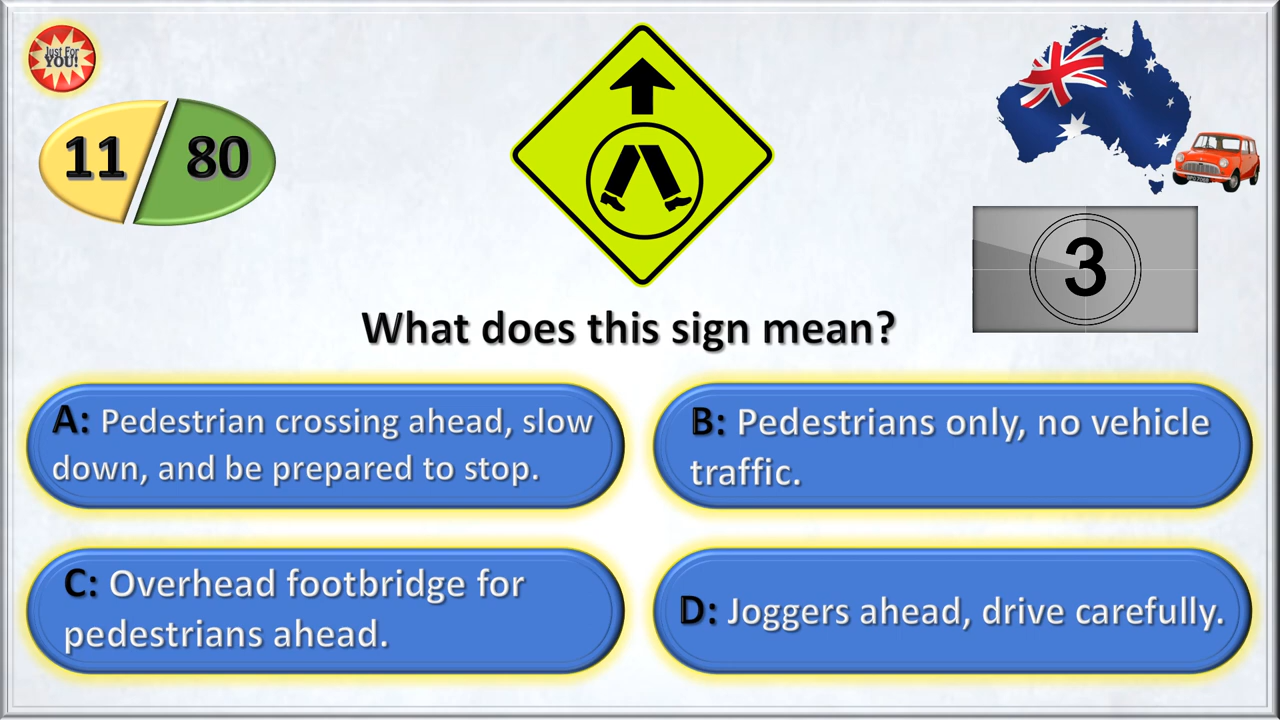 Just For
YOU!
11 80
3
What does this sign mean?
A: Pedestrian crossing ahead, slow
down, and be prepared to stop.
B: Pedestrians only, no vehicle
traffic.
C: Overhead footbridge for
pedestrians ahead.
D: Joggers ahead, drive carefully.